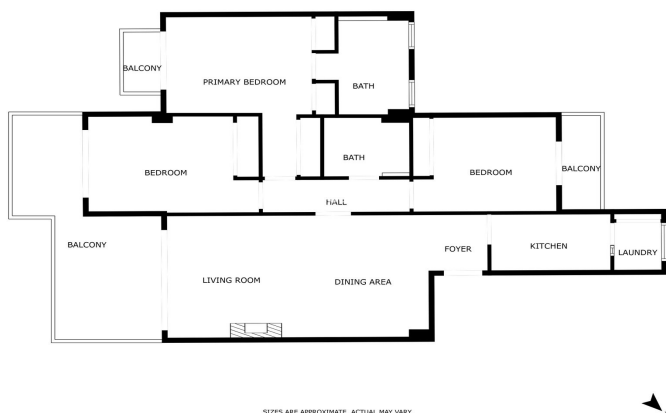 BALCONY
PRIMARY BEDROOM
BATH
BEDROOM
BATH
BEDROOM
BALCONY
HALL
BALCONY
FOYER
KITCHEN
LAUNDRY
LIVING ROOM
DINING AREA
SIZES ARE APPROXIMATE, ACTUAL MAY VARY.